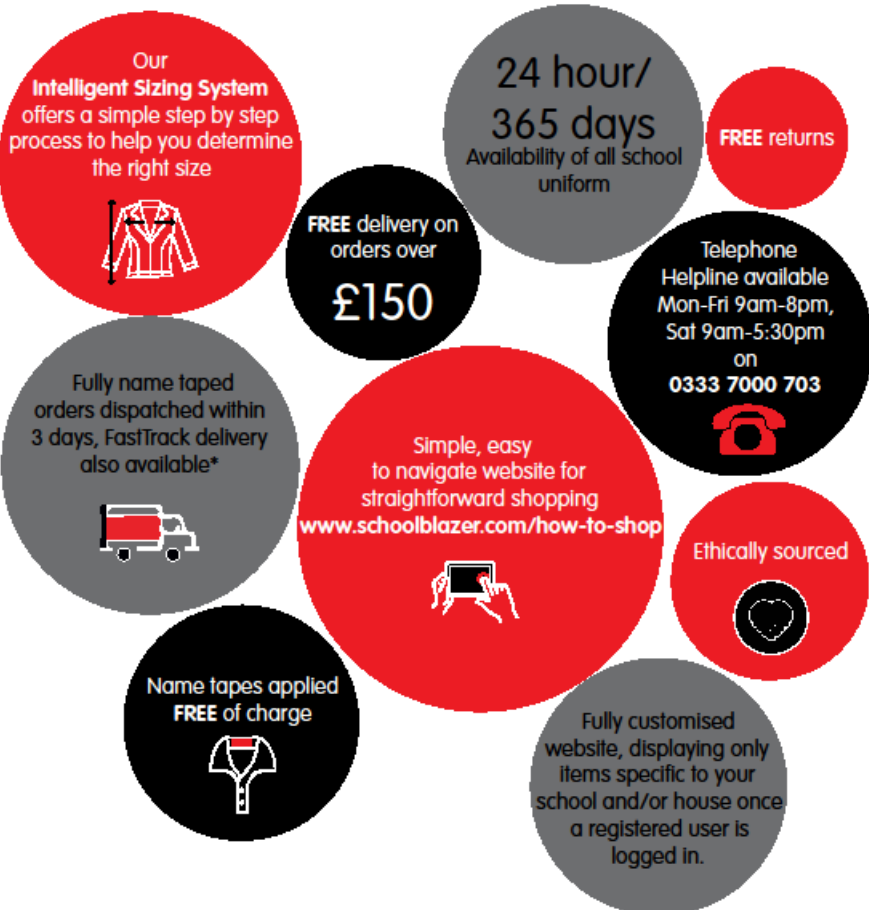 Our
Intelligent Sizing System
offers a simple step by step
process to help you determine
the right size
24 hour/
365 days
Availability of all school
uniform
FREE returns
FREE delivery on
orders over
£150
Telephone
Helpline available
Mon-Fri 9am-8pm,
Sat 9am-5:30pm
on
0333 7000 703
Fully name taped
orders dispatched within
3 days, FastTrack delivery
also available*
Simple, easy
to navigate website for
straightforward shopping
www.schoolblazer.com/how-to-shop
Ethically sourced
Name tapes applied
FREE of charge
Fully customised
website, displaying only
items specific to your
school and/or house once
a registered user is
logged in.